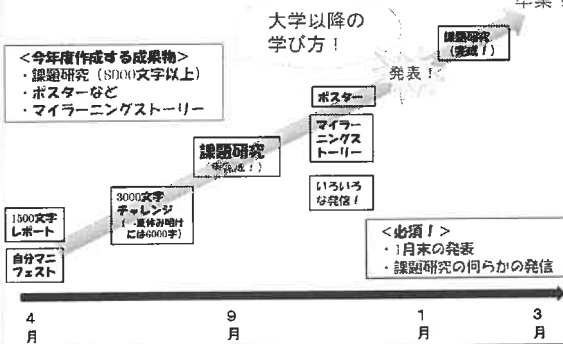 卒業！
大学以降の
学び方！
課題研究
（完成！）
発表！
＜今年度作成する成果物＞
・課題研究（8000文字以上）
・ポスターなど
・マイラーニングストーリー
ポスター
マイラー
ニングス
トーリー
課題研究
いろいろ
な発信！
3000文字
チャレンジ
には6000字）
1500文字
レポート
自分マニ
フェスト
＜必須！＞
・1月末の発表
・課題研究の何らかの発信
4
月
9
月
1
月
3
月